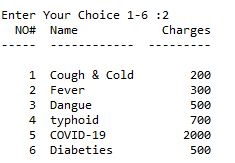 Enter Your Choice 1-6 :2
NO# Name Charges
----- ------------ ---------
1 Cough & Cold 200
2 Fever 300
3 Dangue 500
4 typhoid 700
5 COVID-19 2000
6 Diabeties 500